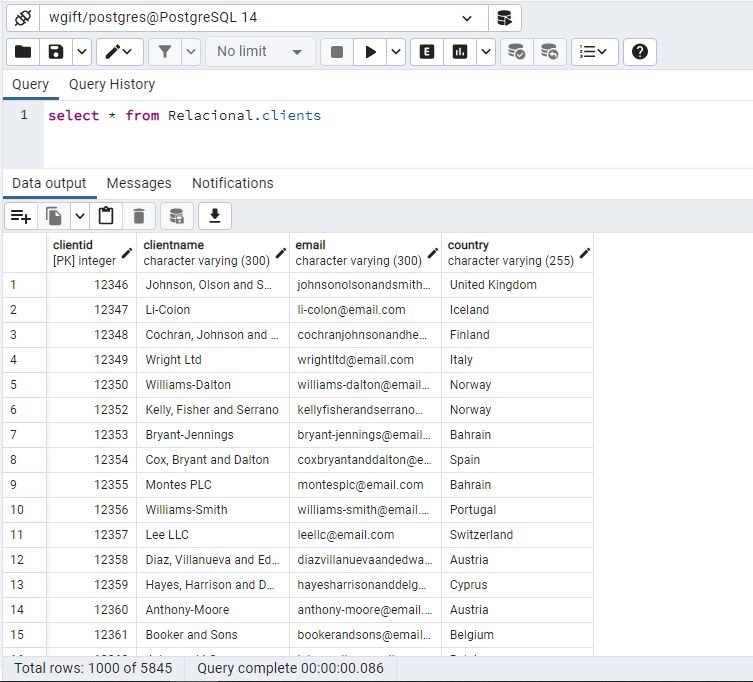 wgift/postgres@PostgreSQL 14
No limit
Query Query History
1 select * from Relacional.clients
Data output Messages Notifications
clientid clientname email country
[PK] integer character varying (300) character varying (300) character varying (255)
1 12346 Johnson, Olson and S... johnsonolsonandsmith... United Kingdom
2 12347 Li-Colon li-colon@email.com Iceland
3 12348 Cochran, Johnson and ... cochranjohnsonandhe... Finland
4 12349 Wright Ltd wrightltd@email.com Italy
5 12350 Williams-Dalton williams-dalton@email... Norway
6 12352 Kelly, Fisher and Serrano kellyfisherandserrano... Norway
7 12353 Bryant-Jennings bryant-jennings@email... Bahrain
8 12354 Cox, Bryant and Dalton coxbryantanddalton@e... Spain
9 12355 Montes PLC montesplc@email.com Bahrain
10 12356 Williams-Smith williams-smith@email.... Portugal
11 12357 Lee LLC leellc@email.com Switzerland
12 12358 Diaz, Villanueva and Ed... diazvillanuevaandedwa... Austria
13 12359 Hayes, Harrison and D... hayesharrisonanddelg... Cyprus
14 12360 Anthony-Moore anthony-moore@email.... Austria
15 12361 Booker and Sons bookerandsons@email... Belgium
Total rows: 1000 of 5845 Query complete 00:00:00.086